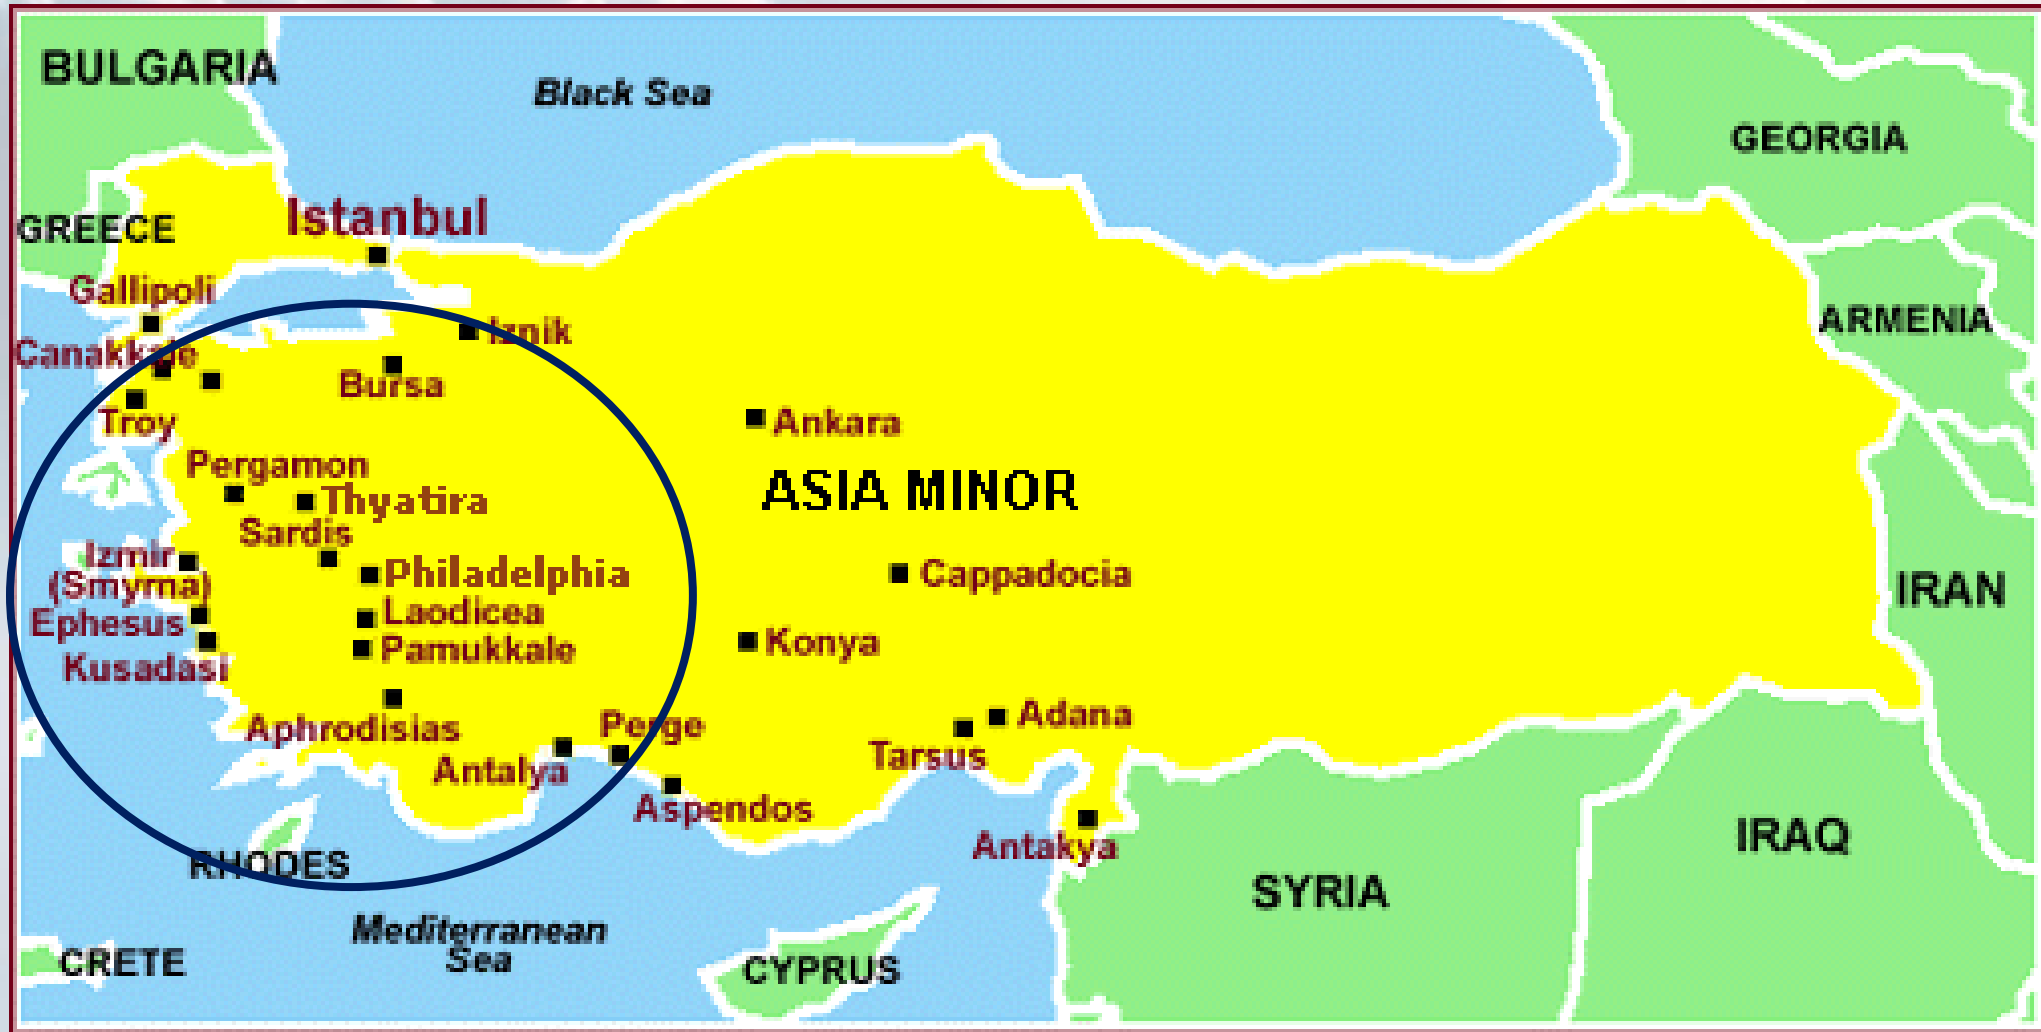 BULGARIA
Black Sea
GEORGIA
GREECE
Istanbul
Gallipoli
ARMENIA
Iznik
Canakkale
Bursa
Troy
Ankara
Pergamon
Thyatira
ASIA MINOR
Sardis
Izmir
(Smyrna)
Philadelphia
Cappadocia
IRAN
Laodicea
Ephesus
Pamukkale
Konya
Kusadasi
Aphrodisias
Perge
Adana
Tarsus
Antalya
Aspendos
Antakya
IRAQ
RHODES
SYRIA
Mediterranean
Sea
CRETE
CYPRUS